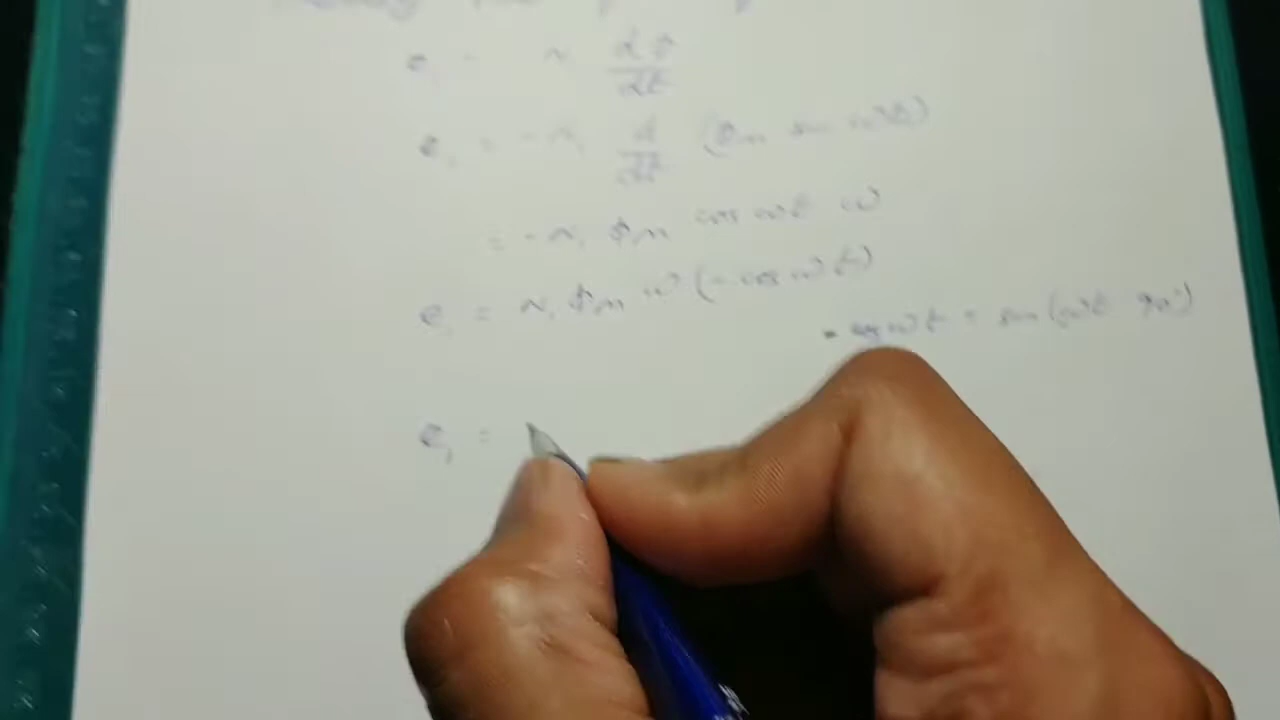 e₁ = - N dΦ/dt
e₁ = - N₁ d/dt (Φm sin ωt)
= - N₁ Φm cos ωt ω
e₁ = N₁ Φm ω (- cos ωt)
- cos ωt = sin (ωt 90°)
e₁ =